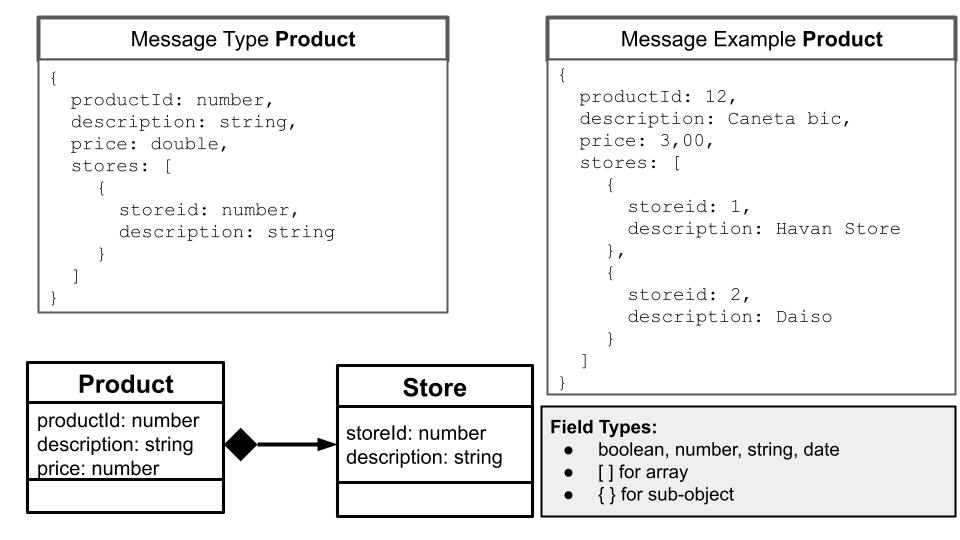 Message Type Product
{
productId: number,
description: string,
price: double,
stores: [
{
storeid: number,
description: string
}
]
}
Message Example Product
{
productId: 12,
description: Caneta bic,
price: 3,00,
stores: [
{
storeid: 1,
description: Havan Store
},
{
storeid: 2,
description: Daiso
}
]
}
Product
productId: number
description: string
price: number
Store
storeId: number
description: string
Field Types:
● boolean, number, string, date
● [ ] for array
● { } for sub-object